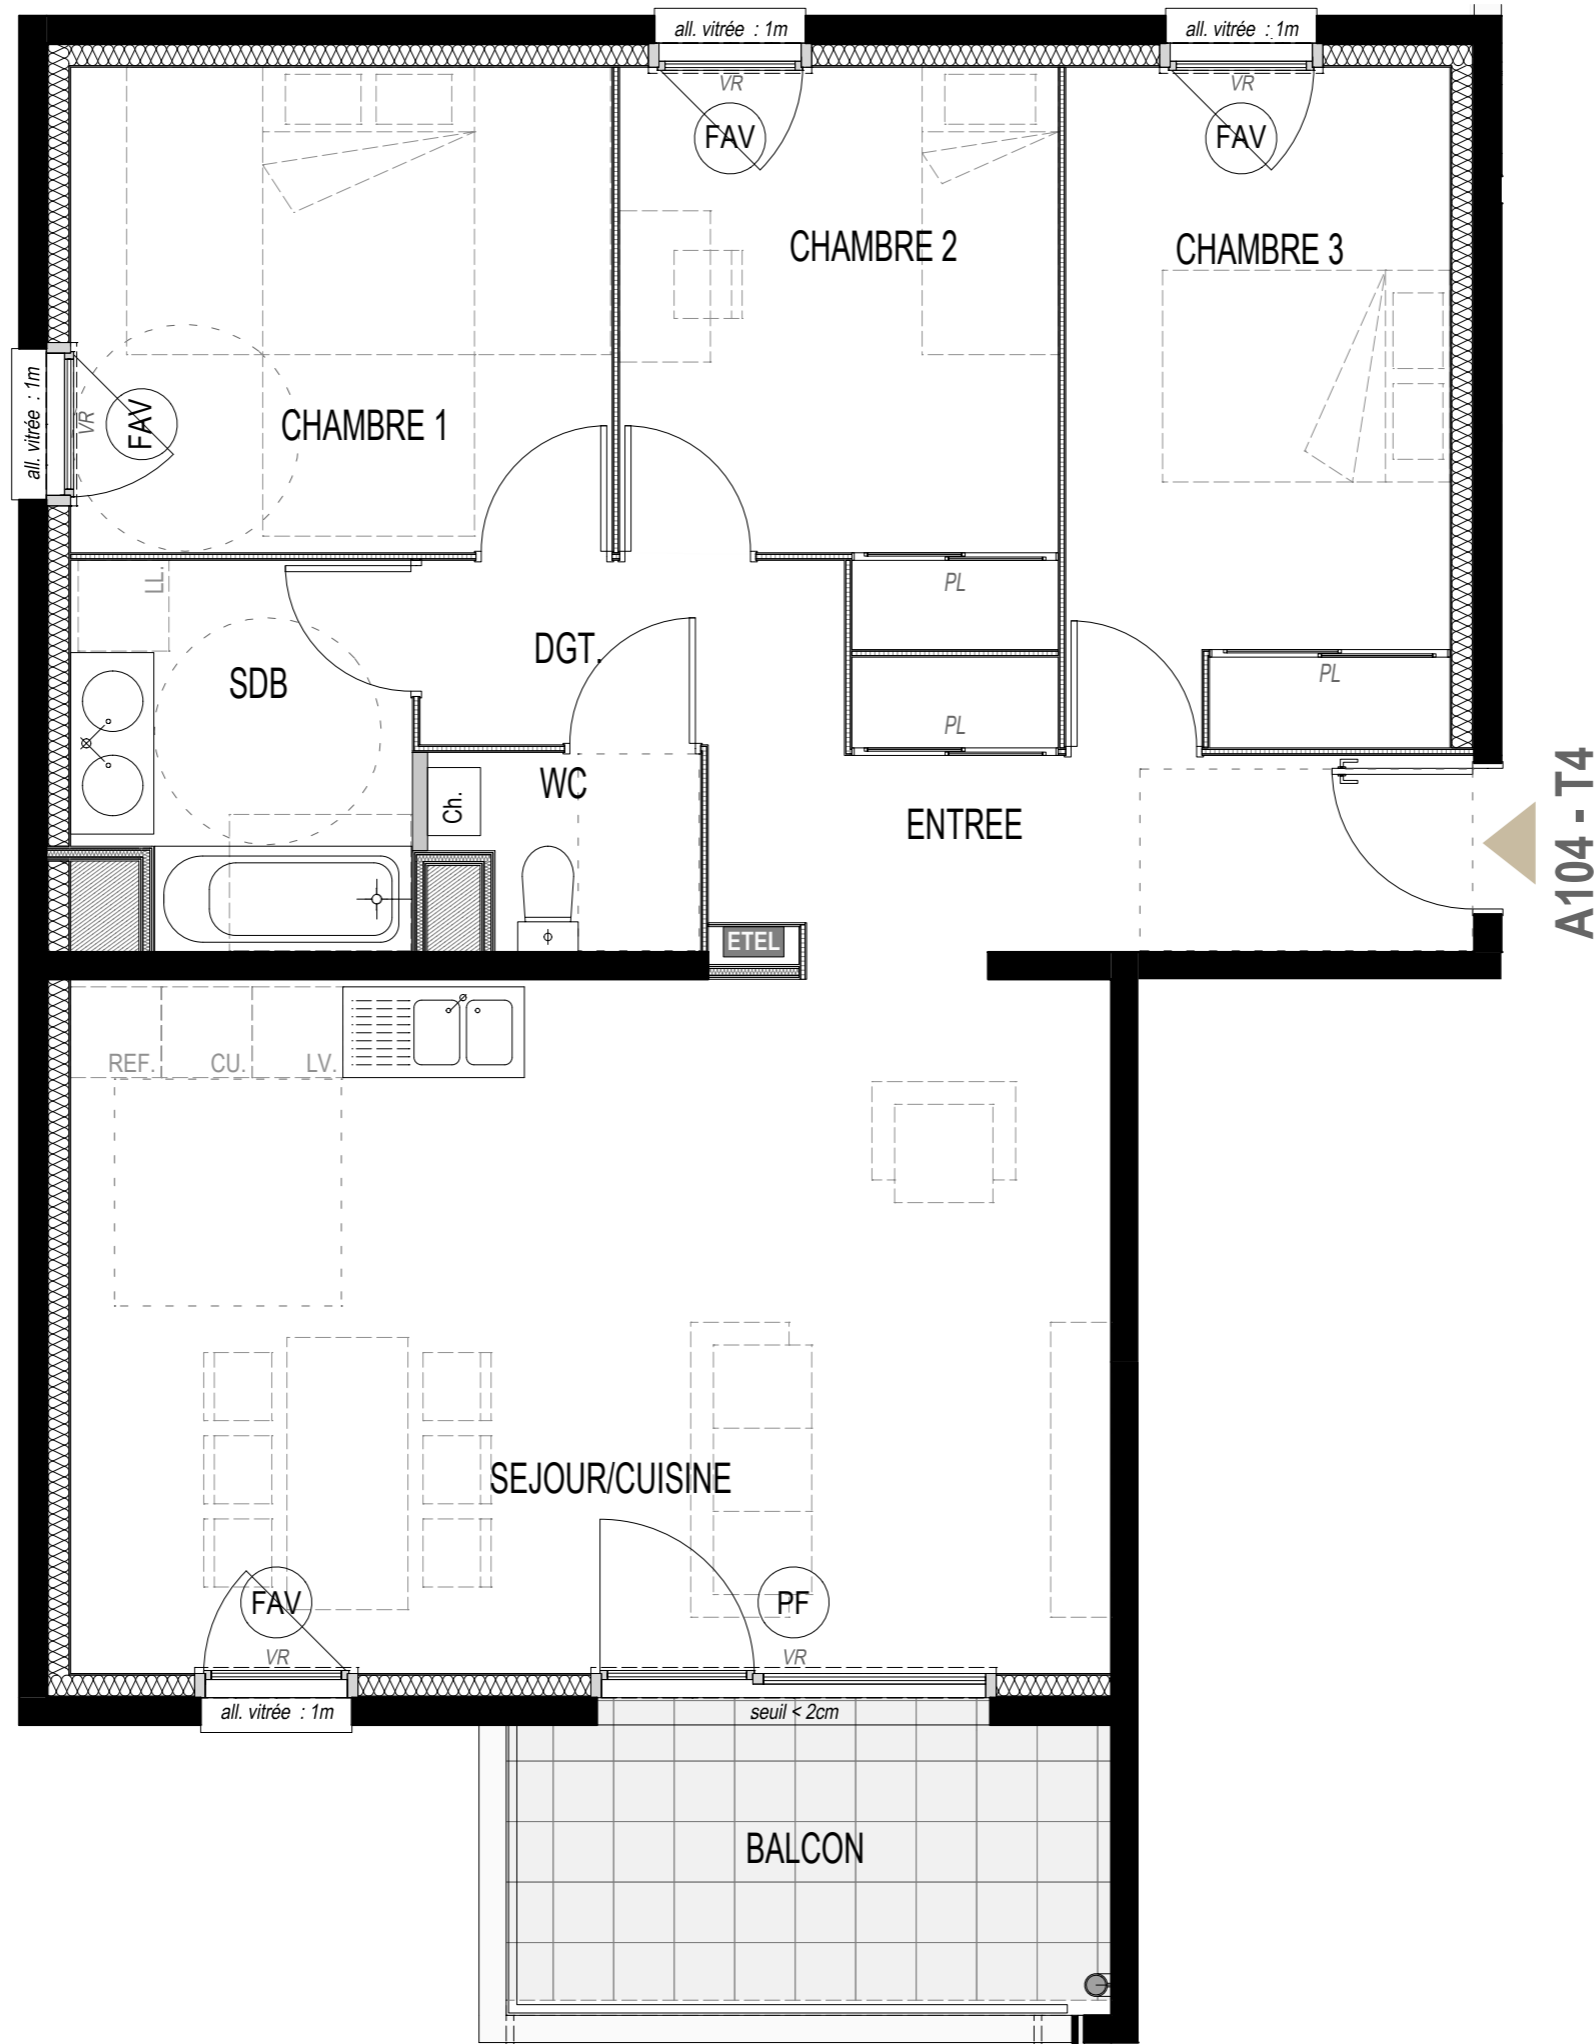 all. vitrée : 1m
all. vitrée : 1m
VR
VR
FAV
FAV
CHAMBRE 2
CHAMBRE 3
all. vitrée : 1m
VR
FAV
CHAMBRE 1
LL.
PL
DGT.
SDB
PL
PL
WC
Ch.
ENTREE
A104 - T4
ETEL
REF.
CU.
LV.
SEJOUR/CUISINE
FAV
PF
VR
VR
all. vitrée : 1m
seuil < 2cm
BALCON